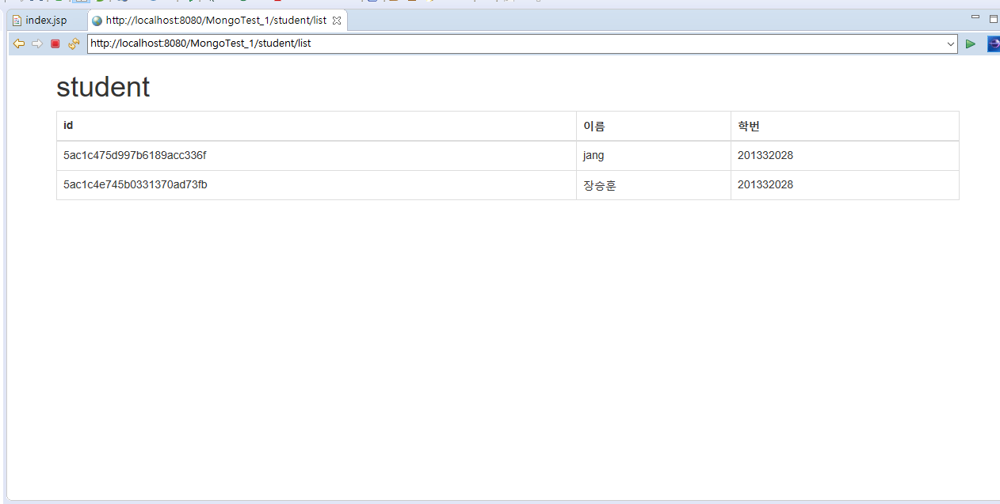 index.jsp http://localhost:8080/MongoTest_1/student/list
http://localhost:8080/MongoTest_1/student/list
student
id 이름 학번
5ac1c475d997b6189acc336f jang 201332028
5ac1c4e745b0331370ad73fb 장승훈 201332028